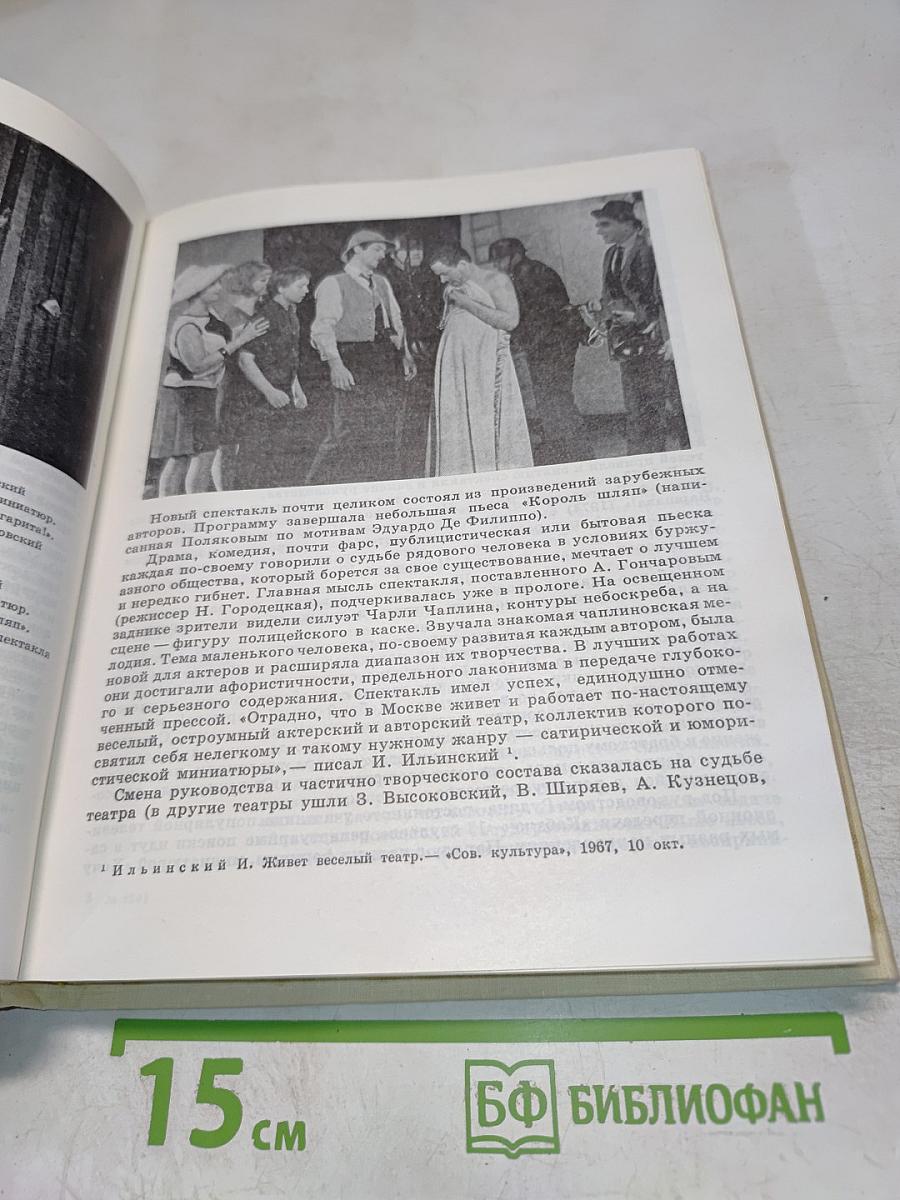 ский
иниатюр.
гарита!».
овский
й
тюр.
ляп».
пектакля
Новый спектакль почти целиком состоял из произведений зарубежных
авторов. Программу завершала небольшая пьеса «Король шляп» (напи-
санная Поляковым по мотивам Эдуардо Де Филиппо).
Драма, комедия, почти фарс, публицистическая или бытовая пьеска
каждая по-своему говорили о судьбе рядового человека в условиях буржу-
азного общества, который борется за свое существование, мечтает о лучшем
и нередко гибнет. Главная мысль спектакля, поставленного А. Гончаровым
(режиссер Н. Городецкая), подчеркивалась уже в прологе. На освещенном
заднике зрители видели силуэт Чарли Чаплина, контуры небоскреба, а на
сцене — фигуру полицейского в каске. Звучала знакомая чаплиновская ме-
лодия. Тема маленького человека, по-своему развитая каждым автором, была
новой для актеров и расширяла диапазон их творчества. В лучших работах
они достигали афористичности, предельного лаконизма в передаче глубоко-
го и серьезного содержания. Спектакль имел успех, единодушно отме-
ченный прессой. «Отрадно, что в Москве живет и работает по-настоящему
веселый, остроумный актерский и авторский театр, коллектив которого по-
святил себя нелегкому и такому нужному жанру — сатирической и юмори-
стической миниатюры»,— писал И. Ильинский ¹.
Смена руководства и частично творческого состава сказалась на судьбе
театра (в другие театры ушли З. Высоковский, В. Ширяев, А. Кузнецов,
¹ Ильинский И. Живет веселый театр.— «Сов. культура», 1967, 10 окт.
15 см
БФ БИБЛИОФАН